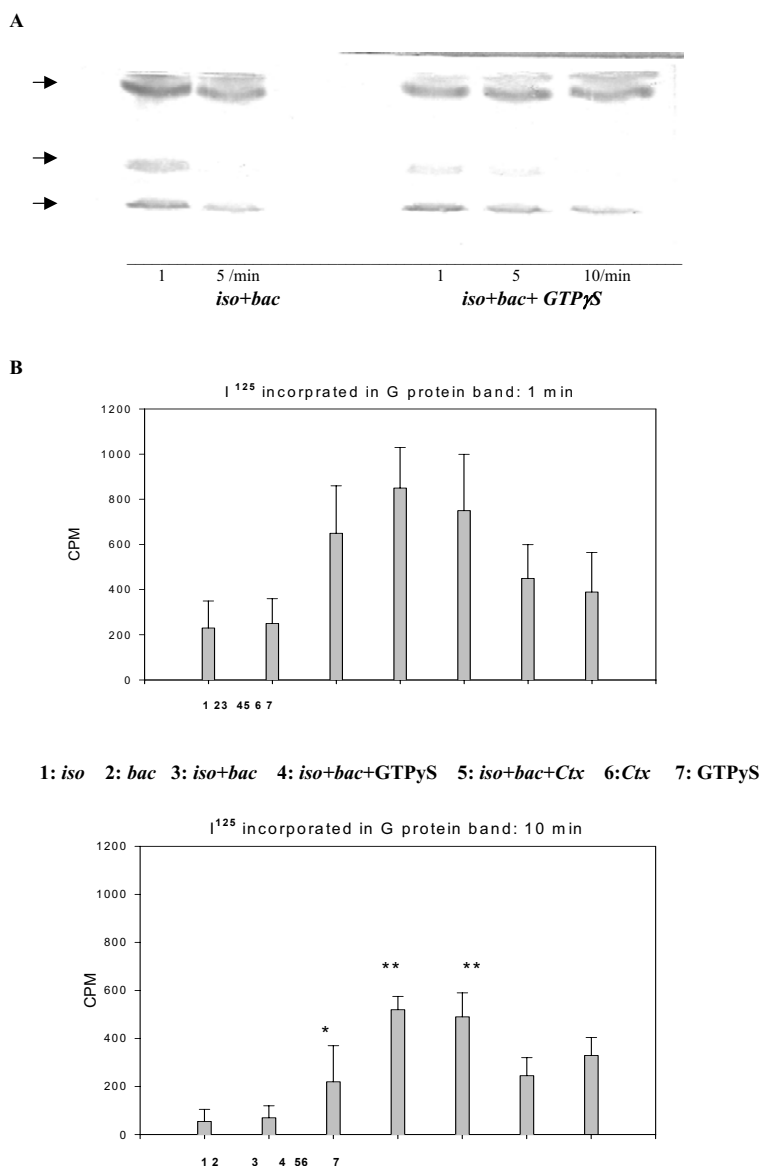 A
1 5 /min 1 5 10/min
iso+bac iso+bac+ GTPγS
B
I 125 incorprated in G protein band: 1 min
1200
1000
800
600
400
200
0
CPM
1 23 45 6 7
1: iso 2: bac 3: iso+bac 4: iso+bac+GTPyS 5: iso+bac+Ctx 6:Ctx 7: GTPyS
I125 incorporated in G protein band: 10 min
1200
1000
800
600
400
200
0
CPM
* ** **
1 2 3 4 56 7